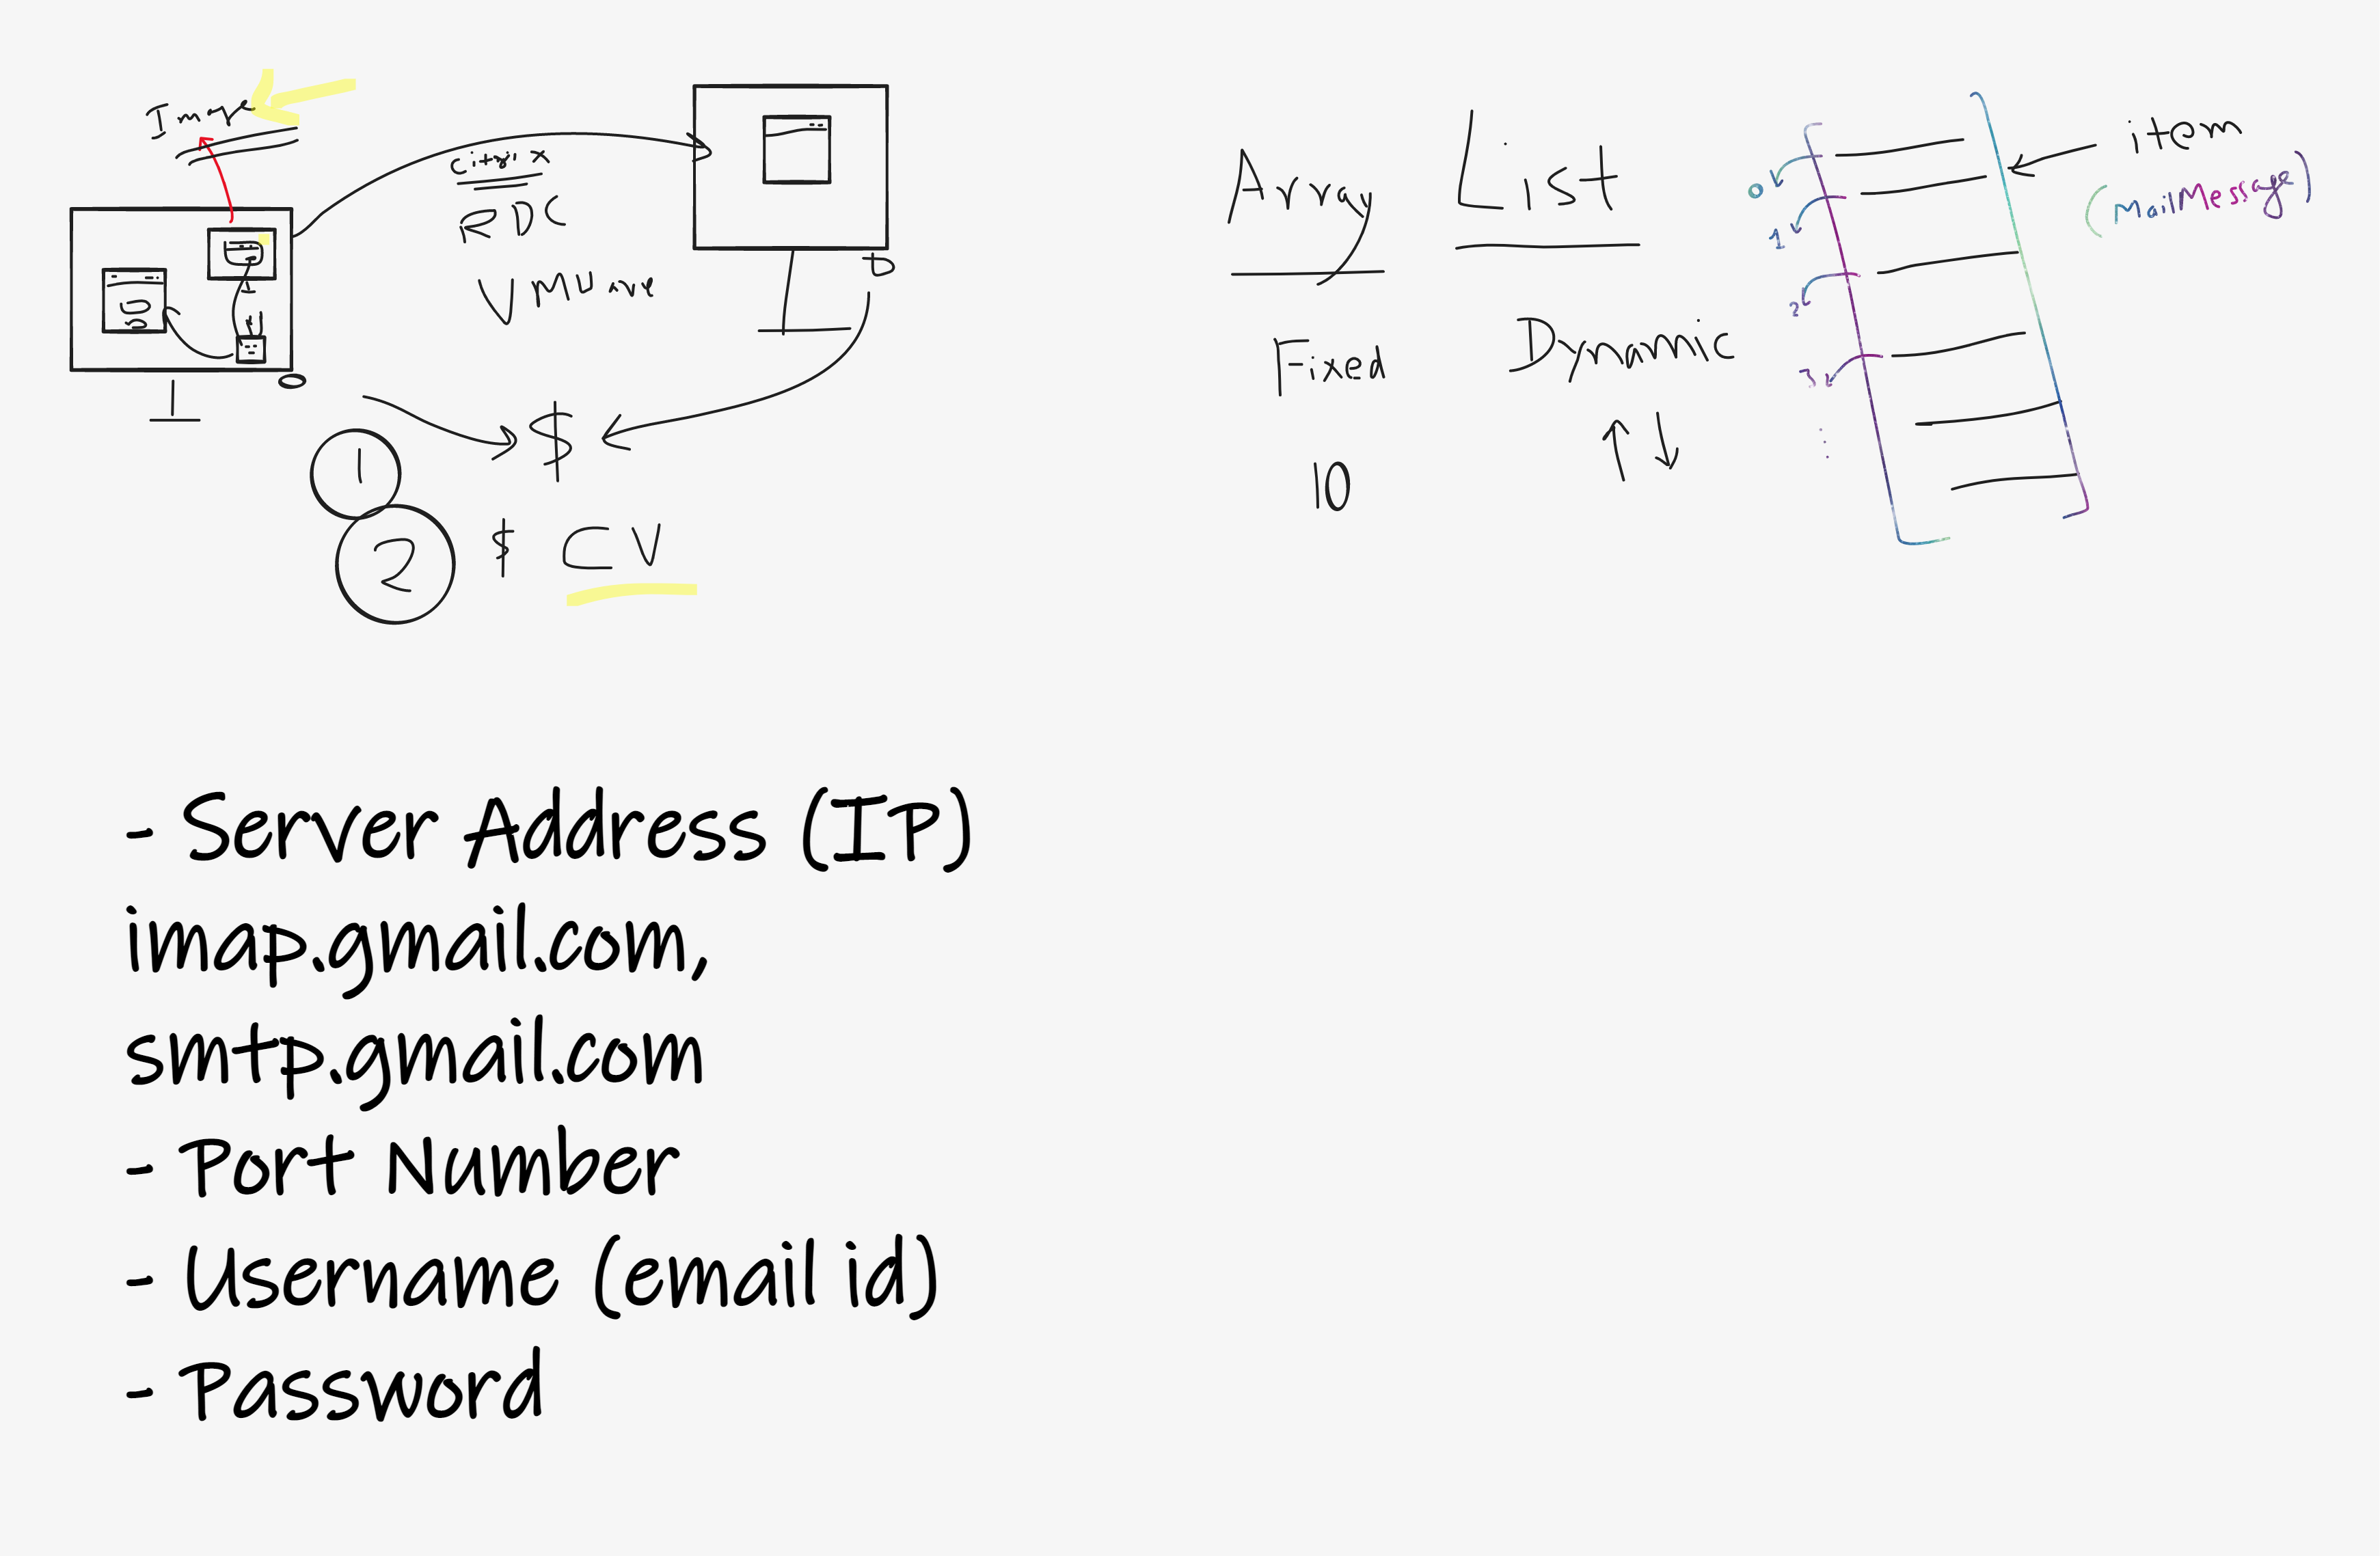 Image
Citrix
RDC
VMWare
$
1
2
$ CV
Array
Fixed
10
List
Dynamic
0
1
2
3
item
(MailMessage)
- Server Address (IP)
imap.gmail.com,
smtp.gmail.com
- Port Number
- Username (email id)
- Password